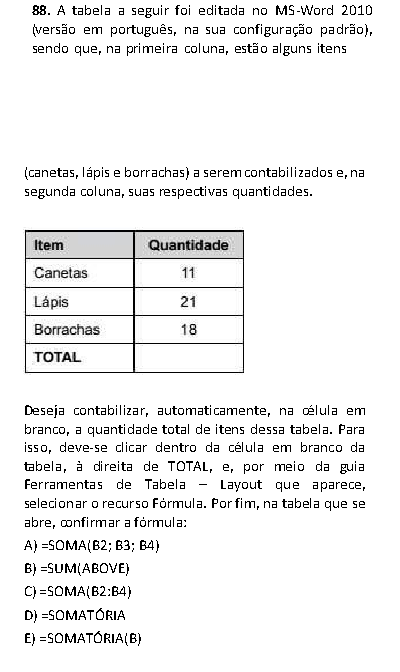 88. A tabela a seguir foi editada no MS-Word 2010
(versão em português, na sua configuração padrão),
sendo que, na primeira coluna, estão alguns itens
(canetas, lápis e borrachas) a serem contabilizados e, na
segunda coluna, suas respectivas quantidades.
Item Quantidade
Canetas 11
Lápis 21
Borrachas 18
TOTAL
Deseja contabilizar, automaticamente, na célula em
branco, a quantidade total de itens dessa tabela. Para
isso, deve-se clicar dentro da célula em branco da
tabela, à direita de TOTAL, e, por meio da guia
Ferramentas de Tabela – Layout que aparece,
selecionar o recurso Fórmula. Por fim, na tabela que se
abre, confirmar a fórmula:
A) =SOMA(B2; B3; B4)
B) =SUM(ABOVE)
C) =SOMA(B2:B4)
D) =SOMATÓRIA
E) =SOMATÓRIA(B)